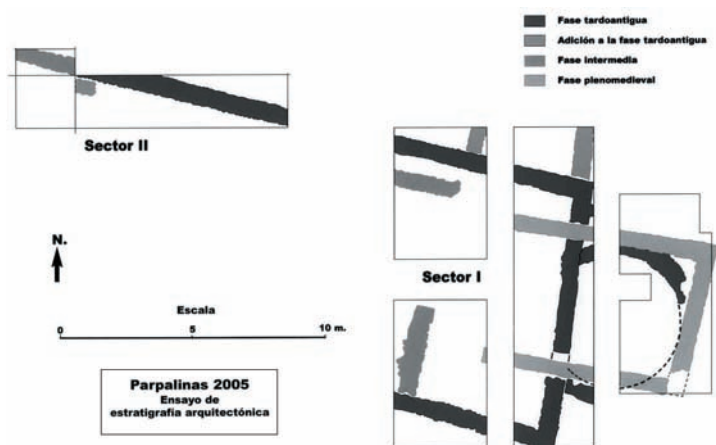 Fase tardoantigua
Adición a la fase tardoantigua
Fase intermedia
Fase plenomedieval
Sector II
N.
Sector I
Escala
0 5 10 m.
Parpalinas 2005
Ensayo de
estratigrafía arquitectónica